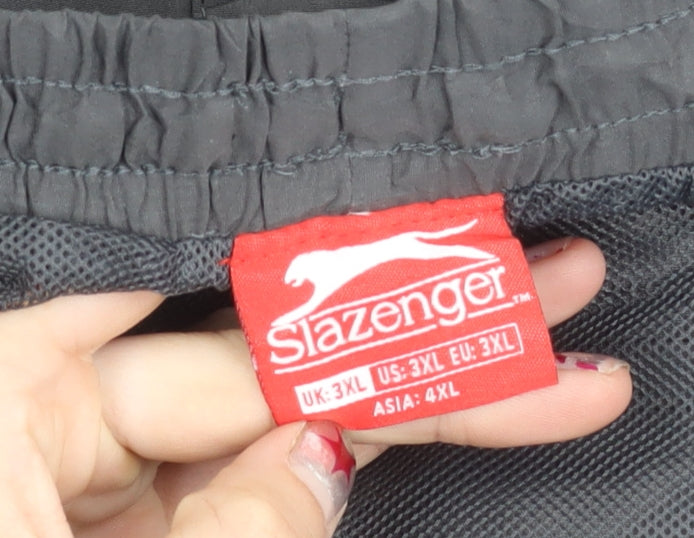 Slazenger™
UK: 3XL US: 3XL EU: 3XL
ASIA: 4XL